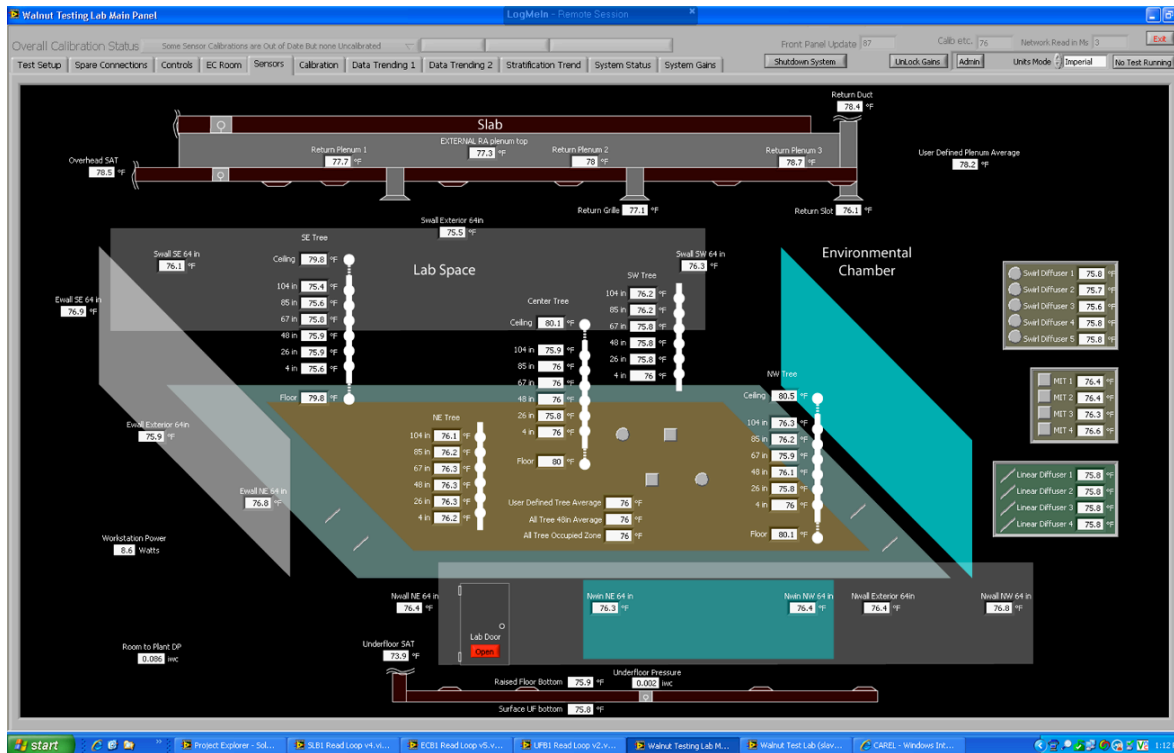 Walnut Testing Lab Main Panel
LogMeIn - Remote Session
Overall Calibration Status Some Sensor Calibrations are Out of Date But none Uncalibrated
Front Panel Update 87 Calib etc. 76 Network Read in Ms 3 Exit
Test Setup Spare Connections Controls EC Room Sensors Calibration Data Trending 1 Data Trending 2 Stratification Trend System Status System Gains
Shutdown System UnLock Gains Admin Units Mode Imperial No Test Running
Return Duct
78.4 °F
Slab
EXTERNAL RA plenum top
77.3 °F
Return Plenum 1
77.7 °F
Return Plenum 2
78 °F
Return Plenum 3
78.7 °F
User Defined Plenum Average
78.2 °F
Overhead SAT
78.5 °F
Return Grille 77.1 °F
Return Slot 76.1 °F
Swall Exterior 64in
75.5 °F
Swall SE 64 in
76.1 °F
Swall SW 64 in
76.3 °F
Ewall SE 64 in
76.9 °F
Lab Space
Environmental
Chamber
SE Tree
Ceiling 79.8 °F
104 in 75.4 °F
85 in 75.6 °F
67 in 75.8 °F
48 in 75.9 °F
26 in 75.9 °F
4 in 75.6 °F
Floor 79.8 °F
Center Tree
Ceiling 80.1 °F
104 in 75.9 °F
85 in 76 °F
67 in 76 °F
48 in 76 °F
26 in 75.8 °F
4 in 76 °F
Floor 80 °F
SW Tree
104 in 76.2 °F
85 in 76.2 °F
67 in 75.8 °F
48 in 75.8 °F
26 in 75.8 °F
4 in 76 °F
NW Tree
Ceiling 80.5 °F
104 in 76.3 °F
85 in 76.2 °F
67 in 75.9 °F
48 in 76.1 °F
26 in 75.8 °F
4 in 76 °F
Floor 80.1 °F
NE Tree
104 in 76.1 °F
85 in 76.2 °F
67 in 76.3 °F
48 in 76.3 °F
26 in 76.3 °F
4 in 76.2 °F
Swirl Diffuser 1 75.8 °F
Swirl Diffuser 2 75.7 °F
Swirl Diffuser 3 75.6 °F
Swirl Diffuser 4 75.8 °F
Swirl Diffuser 5 75.8 °F
MIT 1 76.4 °F
MIT 2 76.4 °F
MIT 3 76.3 °F
MIT 4 76.6 °F
Linear Diffuser 1 75.8 °F
Linear Diffuser 2 75.8 °F
Linear Diffuser 3 75.8 °F
Linear Diffuser 4 75.8 °F
Ewall Exterior 64in
75.9 °F
Ewall NE 64 in
76.8 °F
User Defined Tree Average 76 °F
All Tree 48in Average 76 °F
All Tree Occupied Zone 76 °F
Workstation Power
8.6 Watts
Nwall NE 64 in
76.4 °F
Nwin NE 64 in
76.3 °F
Nwin NW 64 in
76.4 °F
Nwall Exterior 64in
76.4 °F
Nwall NW 64 in
76.8 °F
Lab Door
Open
Room to Plant DP
0.086 iwc
Underfloor SAT
73.9 °F
Raised Floor Bottom 75.9 °F
Underfloor Pressure
0.002 iwc
Surface UF bottom 75.8 °F
start Project Explorer - Sol... SLB1 Read Loop v4.vi... ECB1 Read Loop v5.v... UFB1 Read Loop v2.v... Walnut Testing Lab M... Walnut Test Lab (slav... CAREL - Windows Int...